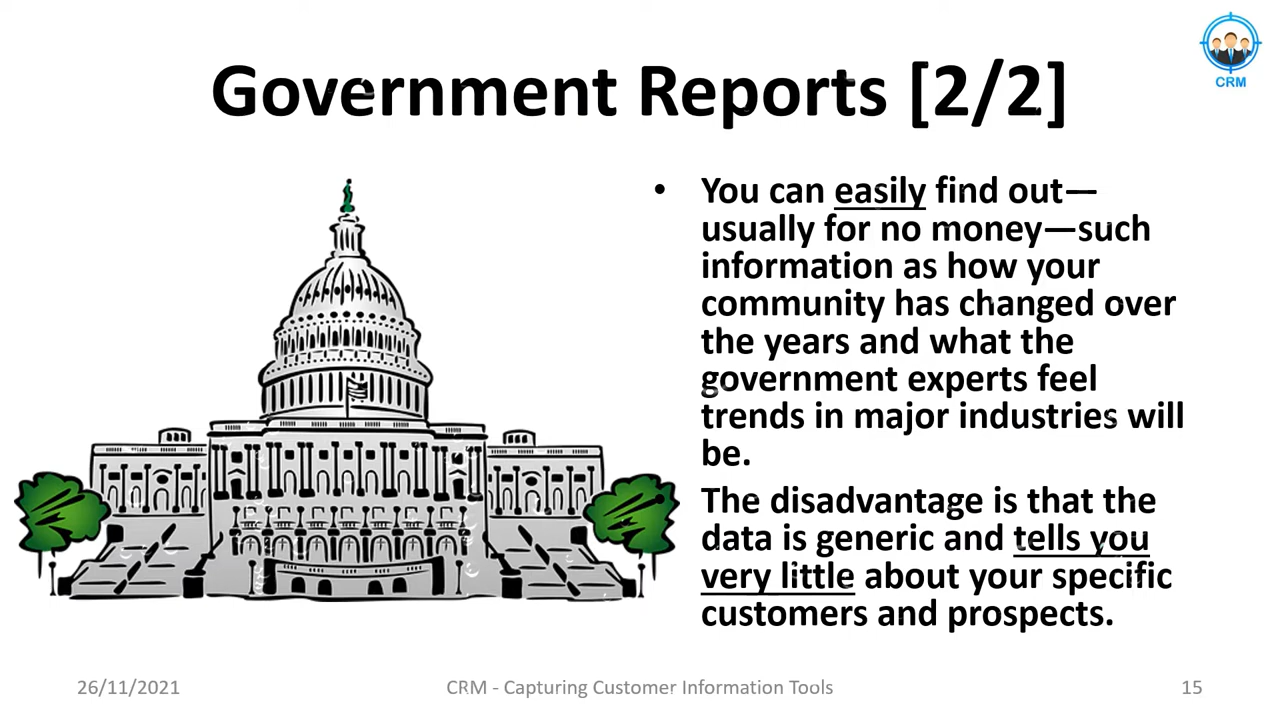 CRM
Government Reports [2/2]
• You can easily find out—
usually for no money—such
information as how your
community has changed over
the years and what the
government experts feel
trends in major industries will
be.
The disadvantage is that the
data is generic and tells you
very little about your specific
customers and prospects.
26/11/2021
CRM - Capturing Customer Information Tools
15